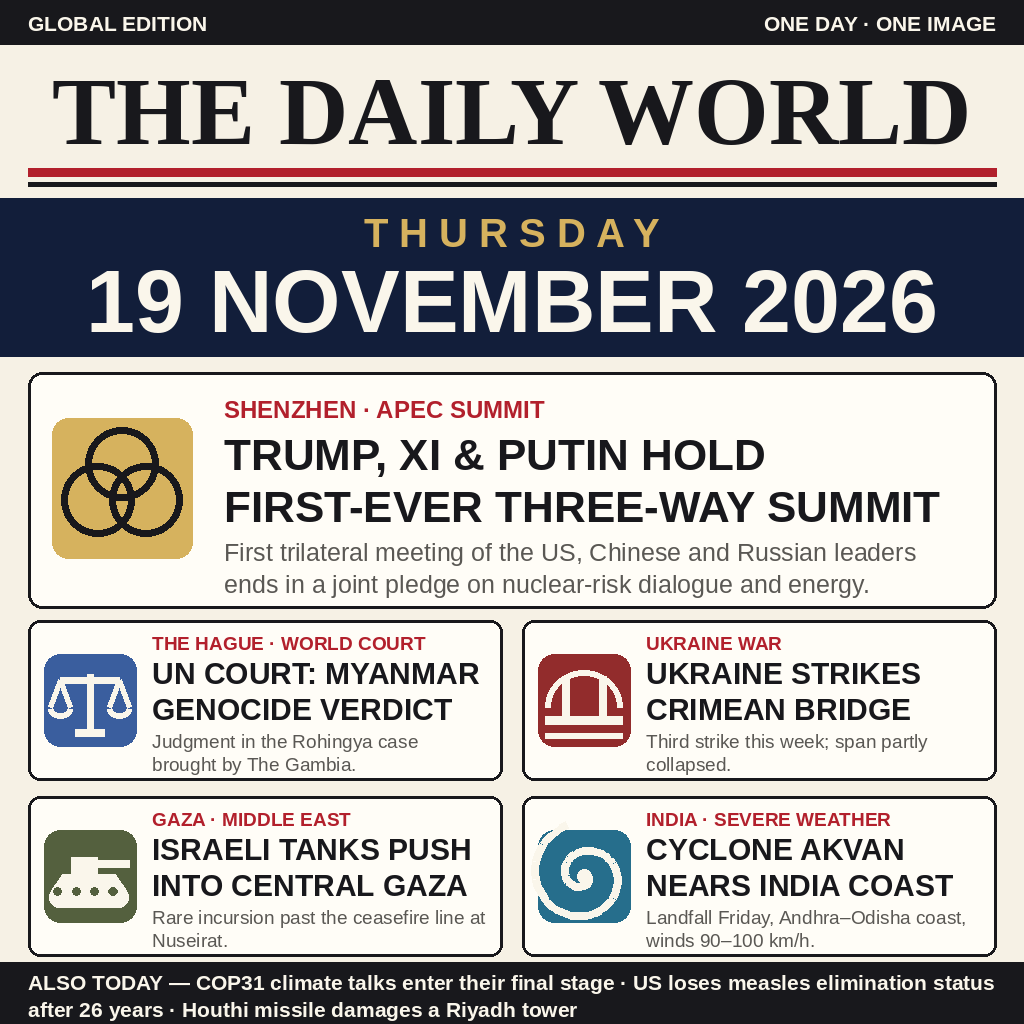 GLOBAL EDITION
ONE DAY · ONE IMAGE
THE DAILY WORLD
THURSDAY
19 NOVEMBER 2026
SHENZHEN · APEC SUMMIT
TRUMP, XI & PUTIN HOLD
FIRST-EVER THREE-WAY SUMMIT
First trilateral meeting of the US, Chinese and Russian leaders
ends in a joint pledge on nuclear-risk dialogue and energy.
THE HAGUE · WORLD COURT
UN COURT: MYANMAR
GENOCIDE VERDICT
Judgment in the Rohingya case
brought by The Gambia.
UKRAINE WAR
UKRAINE STRIKES
CRIMEAN BRIDGE
Third strike this week; span partly
collapsed.
GAZA · MIDDLE EAST
ISRAELI TANKS PUSH
INTO CENTRAL GAZA
Rare incursion past the ceasefire line at
Nuseirat.
INDIA · SEVERE WEATHER
CYCLONE AKVAN
NEARS INDIA COAST
Landfall Friday, Andhra–Odisha coast,
winds 90–100 km/h.
ALSO TODAY — COP31 climate talks enter their final stage · US loses measles elimination status
after 26 years · Houthi missile damages a Riyadh tower